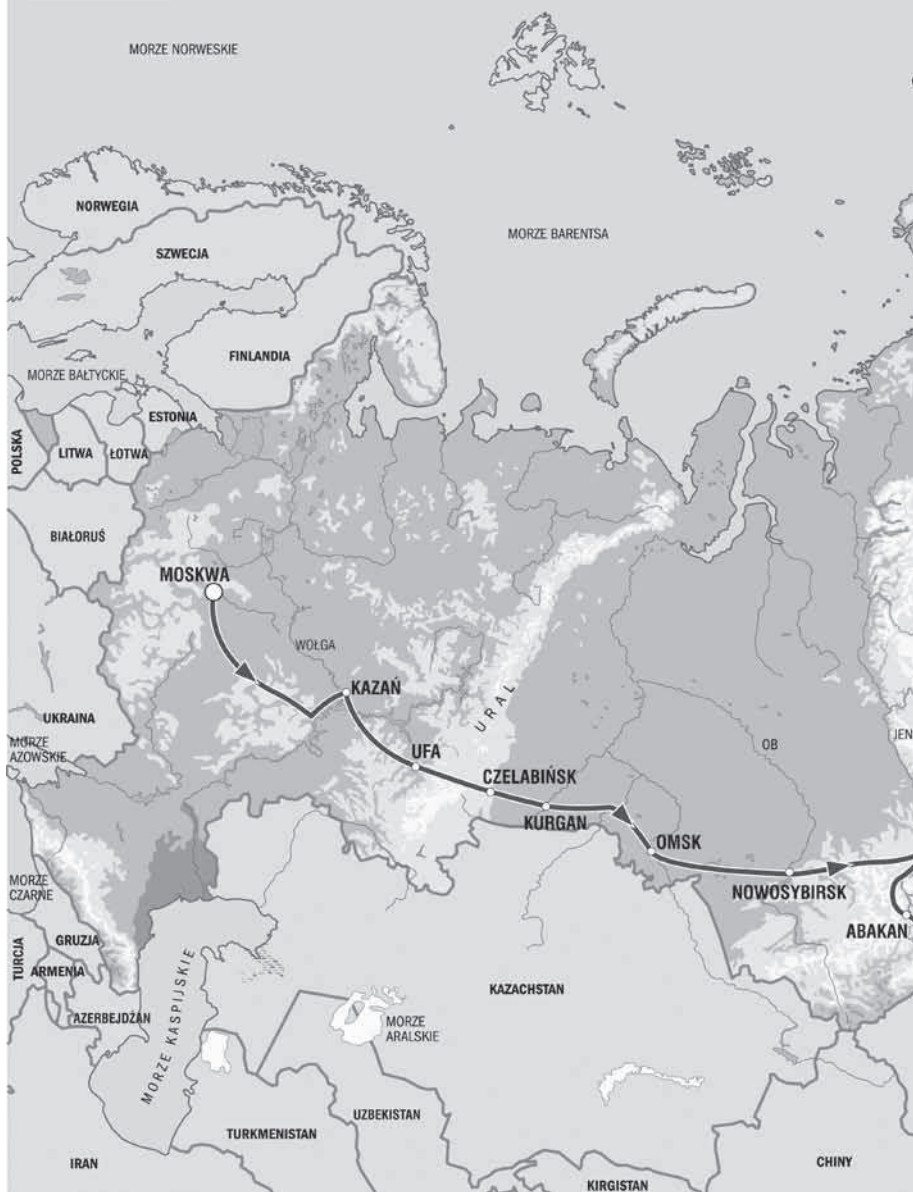 MORZE NORWESKIE
NORWEGIA
MORZE BARENTSA
SZWECJA
FINLANDIA
MORZE BAŁTYCKIE
ESTONIA
POLSKA
LITWA
ŁOTWA
BIAŁORUŚ
MOSKWA
WOŁGA
KAZAŃ
URAL
UKRAINA
MORZE
AZOWSKIE
JEN
OB
UFA
CZELABIŃSK
KURGAN
OMSK
NOWOSYBIRSK
MORZE
CZARNE
ABAKAN
GRUZJA
TURCJA
ARMENIA
KAZACHSTAN
AZERBEJDŻAN
MORZE KASPIJSKIE
MORZE
ARALSKIE
UZBEKISTAN
TURKMENISTAN
IRAN
CHINY
KIRGISTAN